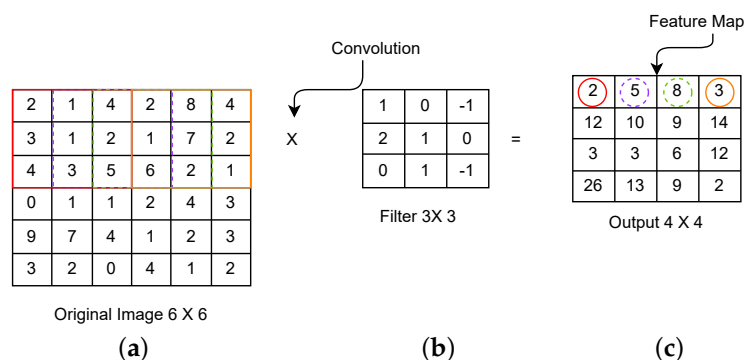 Feature Map
Convolution
2 1 4 2 8 4
3 1 2 1 7 2
4 3 5 6 2 1
0 1 1 2 4 3
9 7 4 1 2 3
3 2 0 4 1 2
Original Image 6 X 6
(a)
X
1 0 -1
2 1 0
0 1 -1
Filter 3X 3
(b)
=
2 5 8 3
12 10 9 14
3 3 6 12
26 13 9 2
Output 4 X 4
(c)